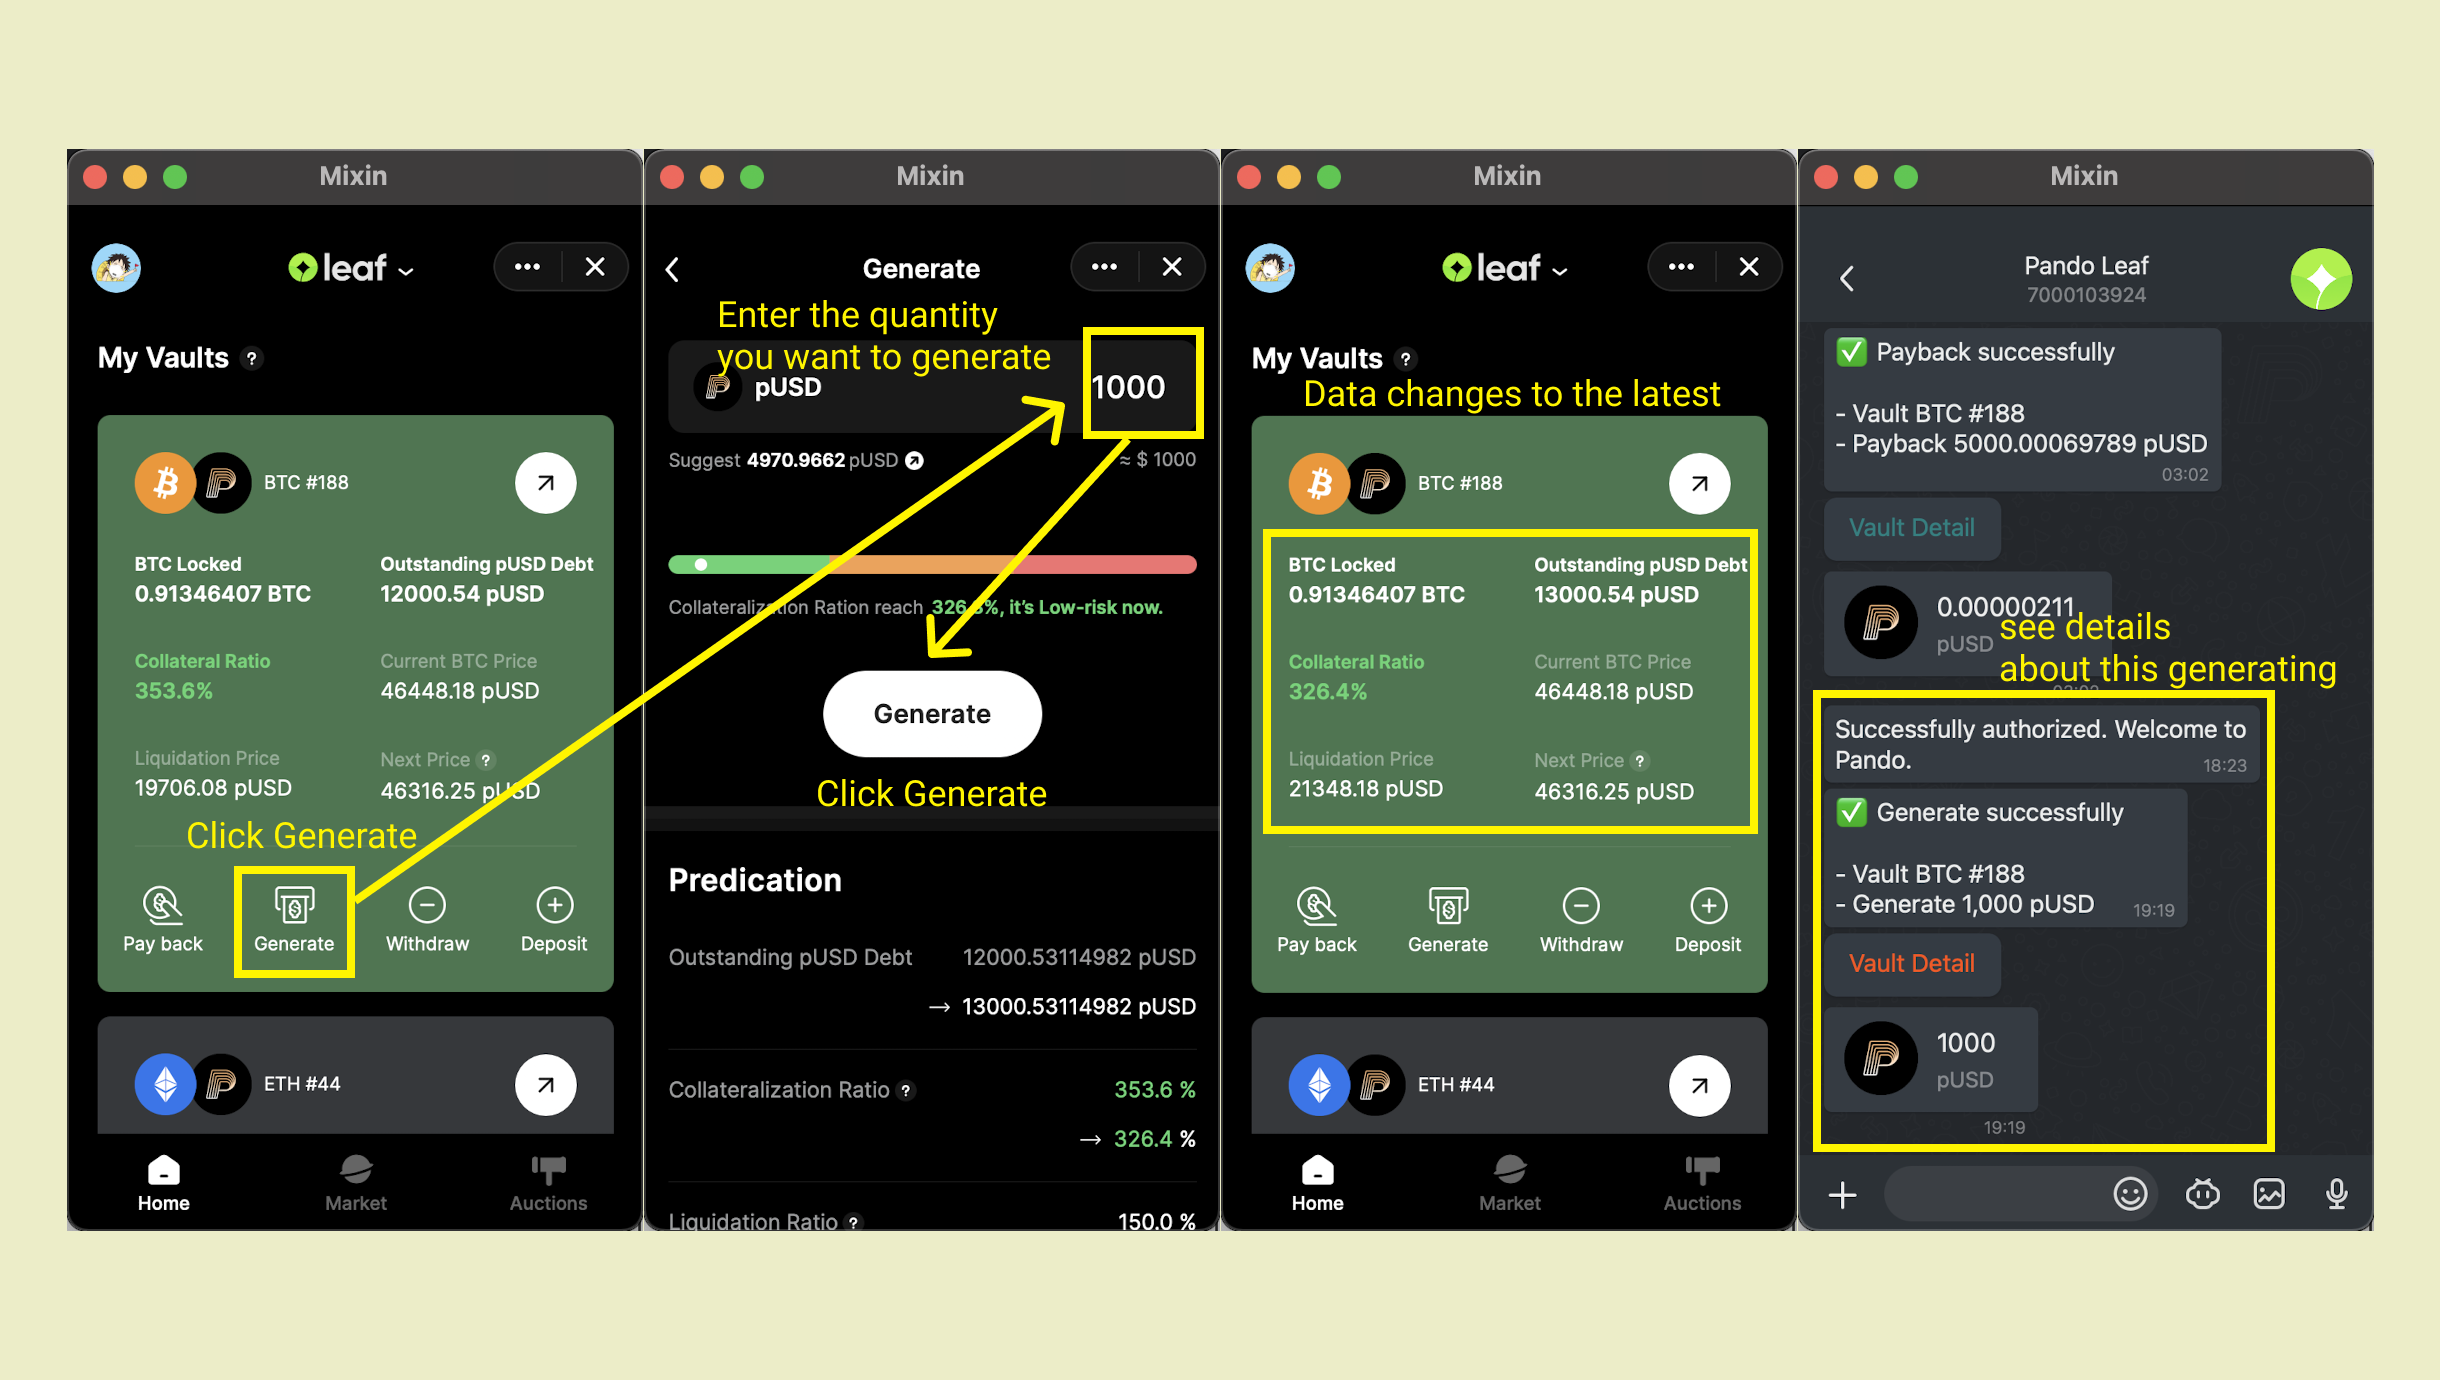 Mixin
leaf
My Vaults ?
BTC #188
BTC Locked
0.91346407 BTC
Outstanding pUSD Debt
12000.54 pUSD
Collateral Ratio
353.6%
Current BTC Price
46448.18 pUSD
Liquidation Price
19706.08 pUSD
Next Price ?
46316.25 pUSD
Click Generate
Pay back
Generate
Withdraw
Deposit
ETH #44
Home
Market
Auctions
Mixin
Generate
Enter the quantity
you want to generate
pUSD
1000
Suggest 4970.9662 pUSD
≈ $ 1000
Collateralization Ration reach 326.3%, it's Low-risk now.
Generate
Click Generate
Predication
Outstanding pUSD Debt
12000.53114982 pUSD
→ 13000.53114982 pUSD
Collateralization Ratio ?
353.6 %
→ 326.4 %
Liquidation Ratio ?
150.0 %
Mixin
leaf
My Vaults ?
Data changes to the latest
BTC #188
BTC Locked
0.91346407 BTC
Outstanding pUSD Debt
13000.54 pUSD
Collateral Ratio
326.4%
Current BTC Price
46448.18 pUSD
Liquidation Price
21348.18 pUSD
Next Price ?
46316.25 pUSD
Pay back
Generate
Withdraw
Deposit
ETH #44
Home
Market
Auctions
Mixin
Pando Leaf
7000103924
✅ Payback successfully
- Vault BTC #188
- Payback 5000.00069789 pUSD
03:02
Vault Detail
0.00000211
pUSD
03:02
see details
about this generating
Successfully authorized. Welcome to
Pando.
18:23
✅ Generate successfully
- Vault BTC #188
- Generate 1,000 pUSD
19:19
Vault Detail
1000
pUSD
19:19